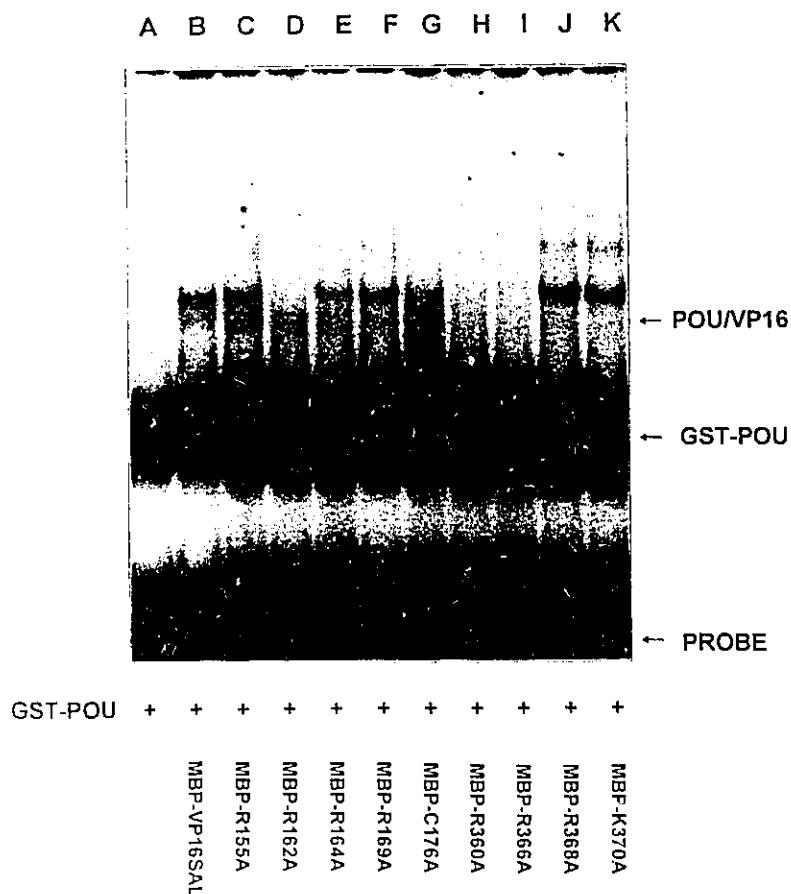 A B C D E F G H I J K
POU/VP16
GST-POU
PROBE
GST-POU + + + + + + + + + + +
MBP-VP16SAL
MBP-R155A
MBP-R162A
MBP-R164A
MBP-R169A
MBP-C176A
MBP-R360A
MBP-R366A
MBP-R368A
MBP-K370A